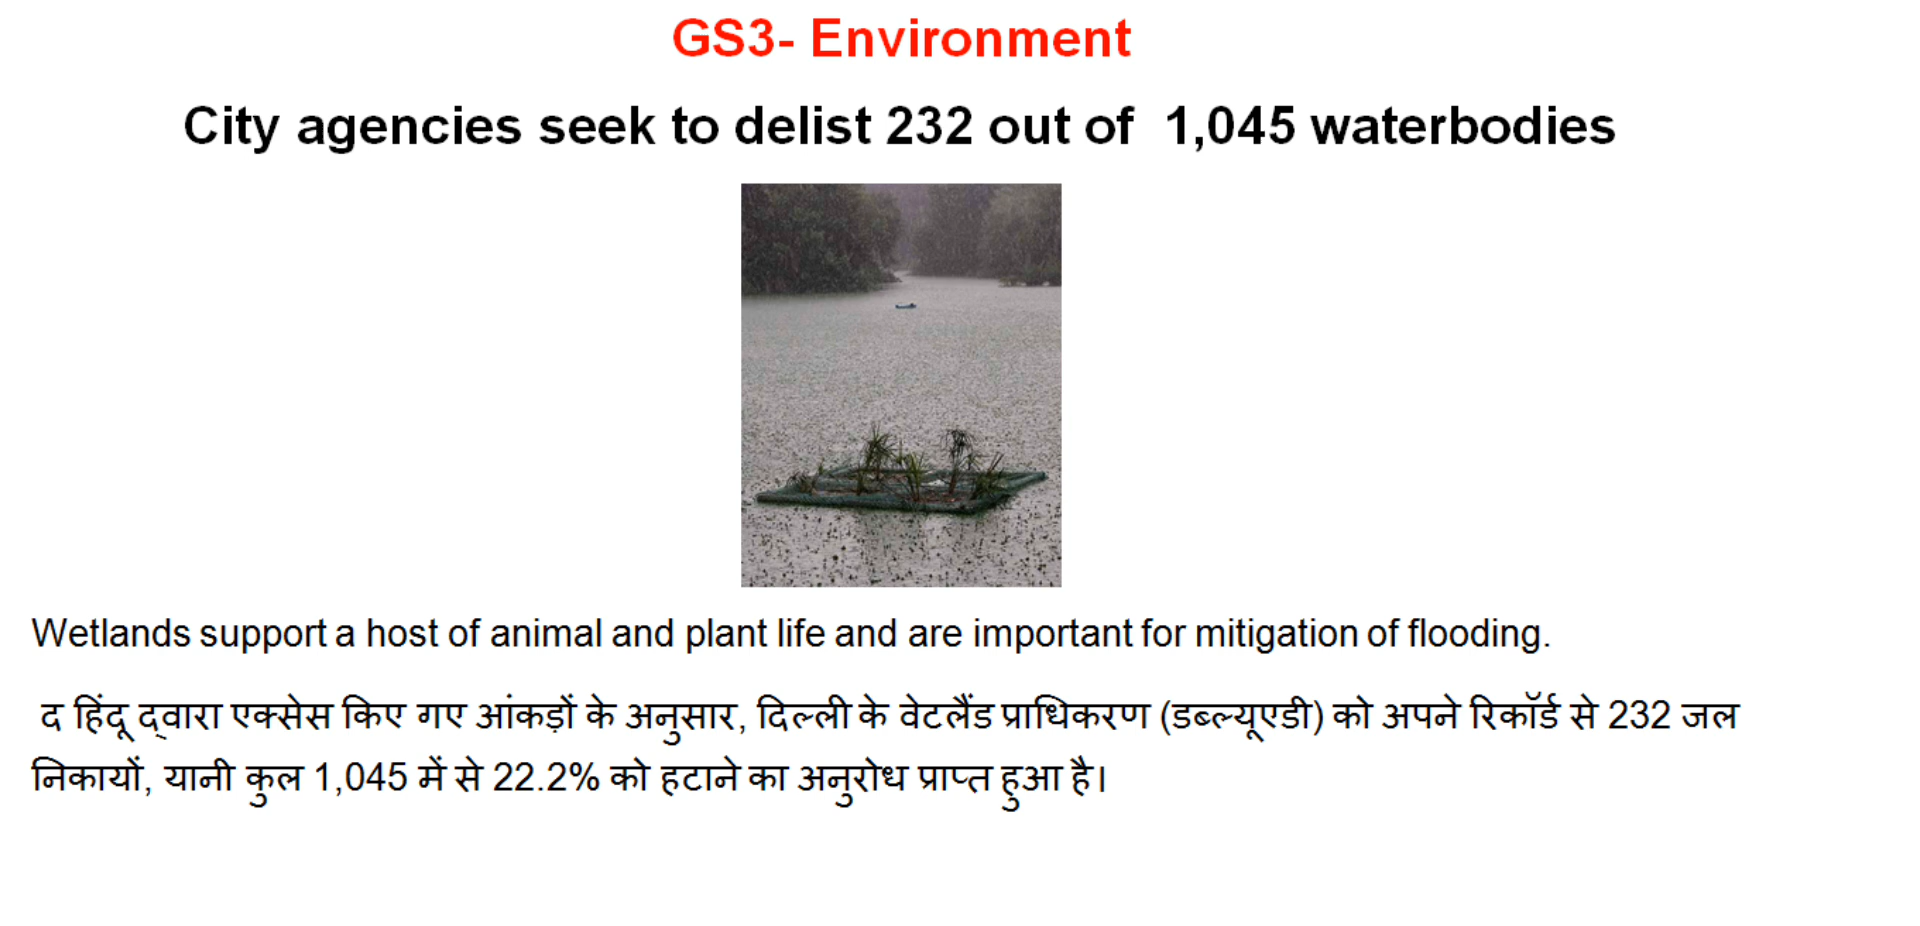 GS3- Environment
City agencies seek to delist 232 out of 1,045 waterbodies
Wetlands support a host of animal and plant life and are important for mitigation of flooding.
द हिंदू द्वारा एक्सेस किए गए आंकड़ों के अनुसार, दिल्ली के वेटलैंड प्राधिकरण (डब्ल्यूएडी) को अपने रिकॉर्ड से 232 जल
निकायों, यानी कुल 1,045 में से 22.2% को हटाने का अनुरोध प्राप्त हुआ है।